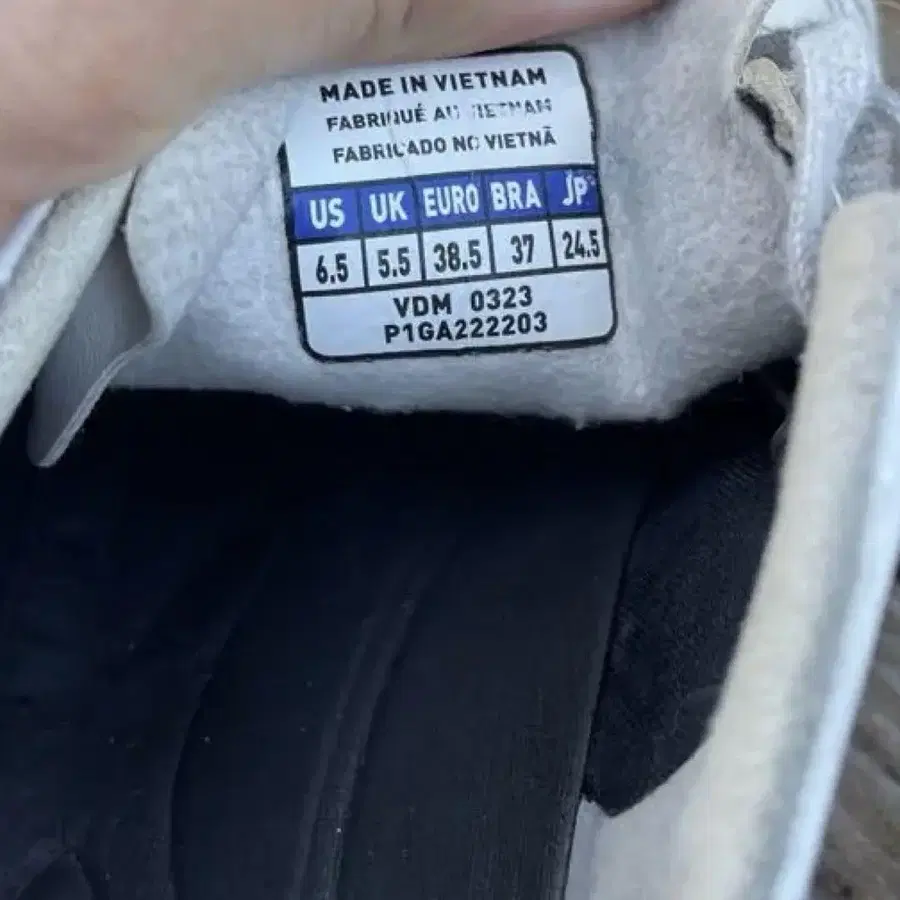 MADE IN VIETNAM
FABRIQUÉ AU VIETNAM
FABRICADO NO VIETNÃ
US UK EURO BRA JP
6.5 5.5 38.5 37 24.5
VDM 0323
P1GA222203